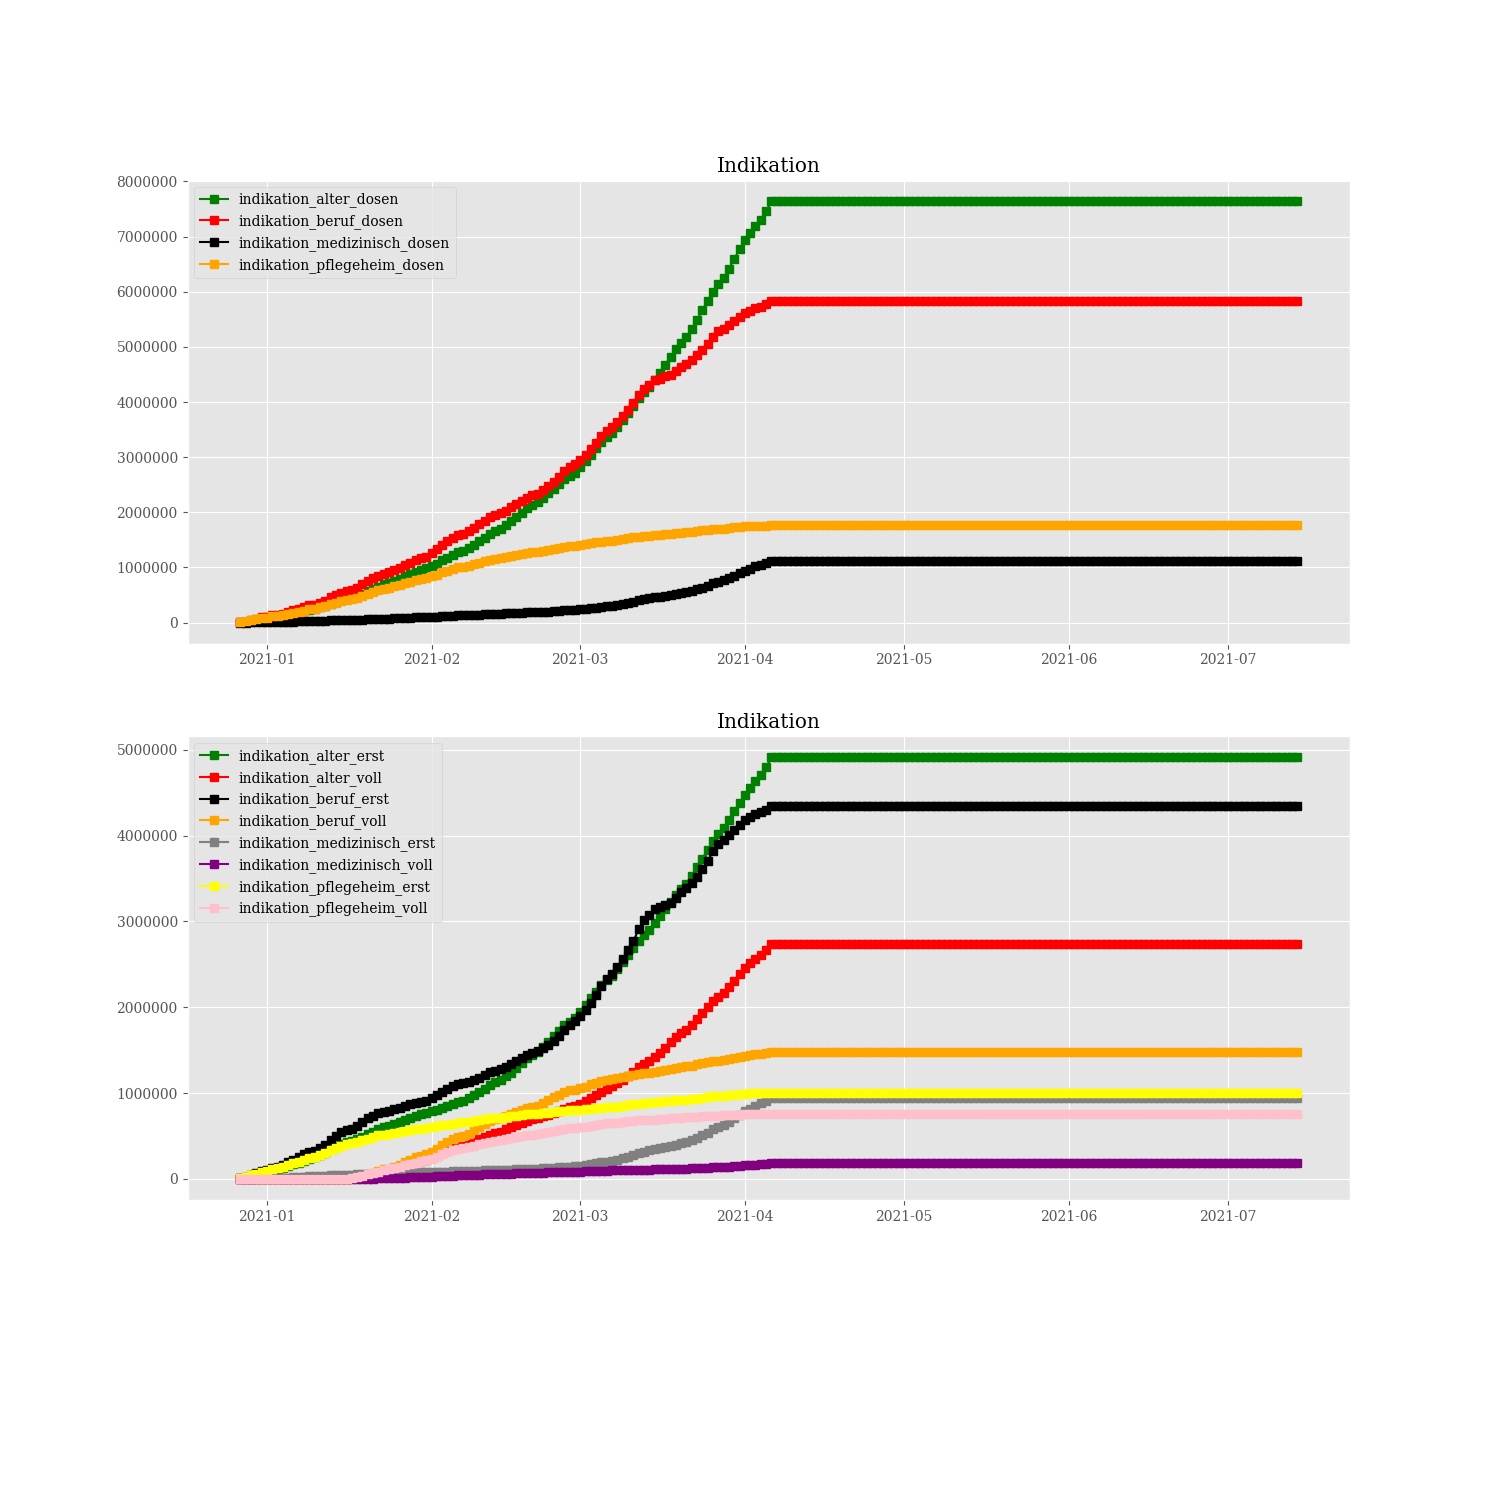 Indikation
8000000
7000000
6000000
5000000
4000000
3000000
2000000
1000000
0
indikation_alter_dosen
indikation_beruf_dosen
indikation_medizinisch_dosen
indikation_pflegeheim_dosen
2021-01 2021-02 2021-03 2021-04 2021-05 2021-06 2021-07
Indikation
5000000
4000000
3000000
2000000
1000000
0
indikation_alter_erst
indikation_alter_voll
indikation_beruf_erst
indikation_beruf_voll
indikation_medizinisch_erst
indikation_medizinisch_voll
indikation_pflegeheim_erst
indikation_pflegeheim_voll
2021-01 2021-02 2021-03 2021-04 2021-05 2021-06 2021-07